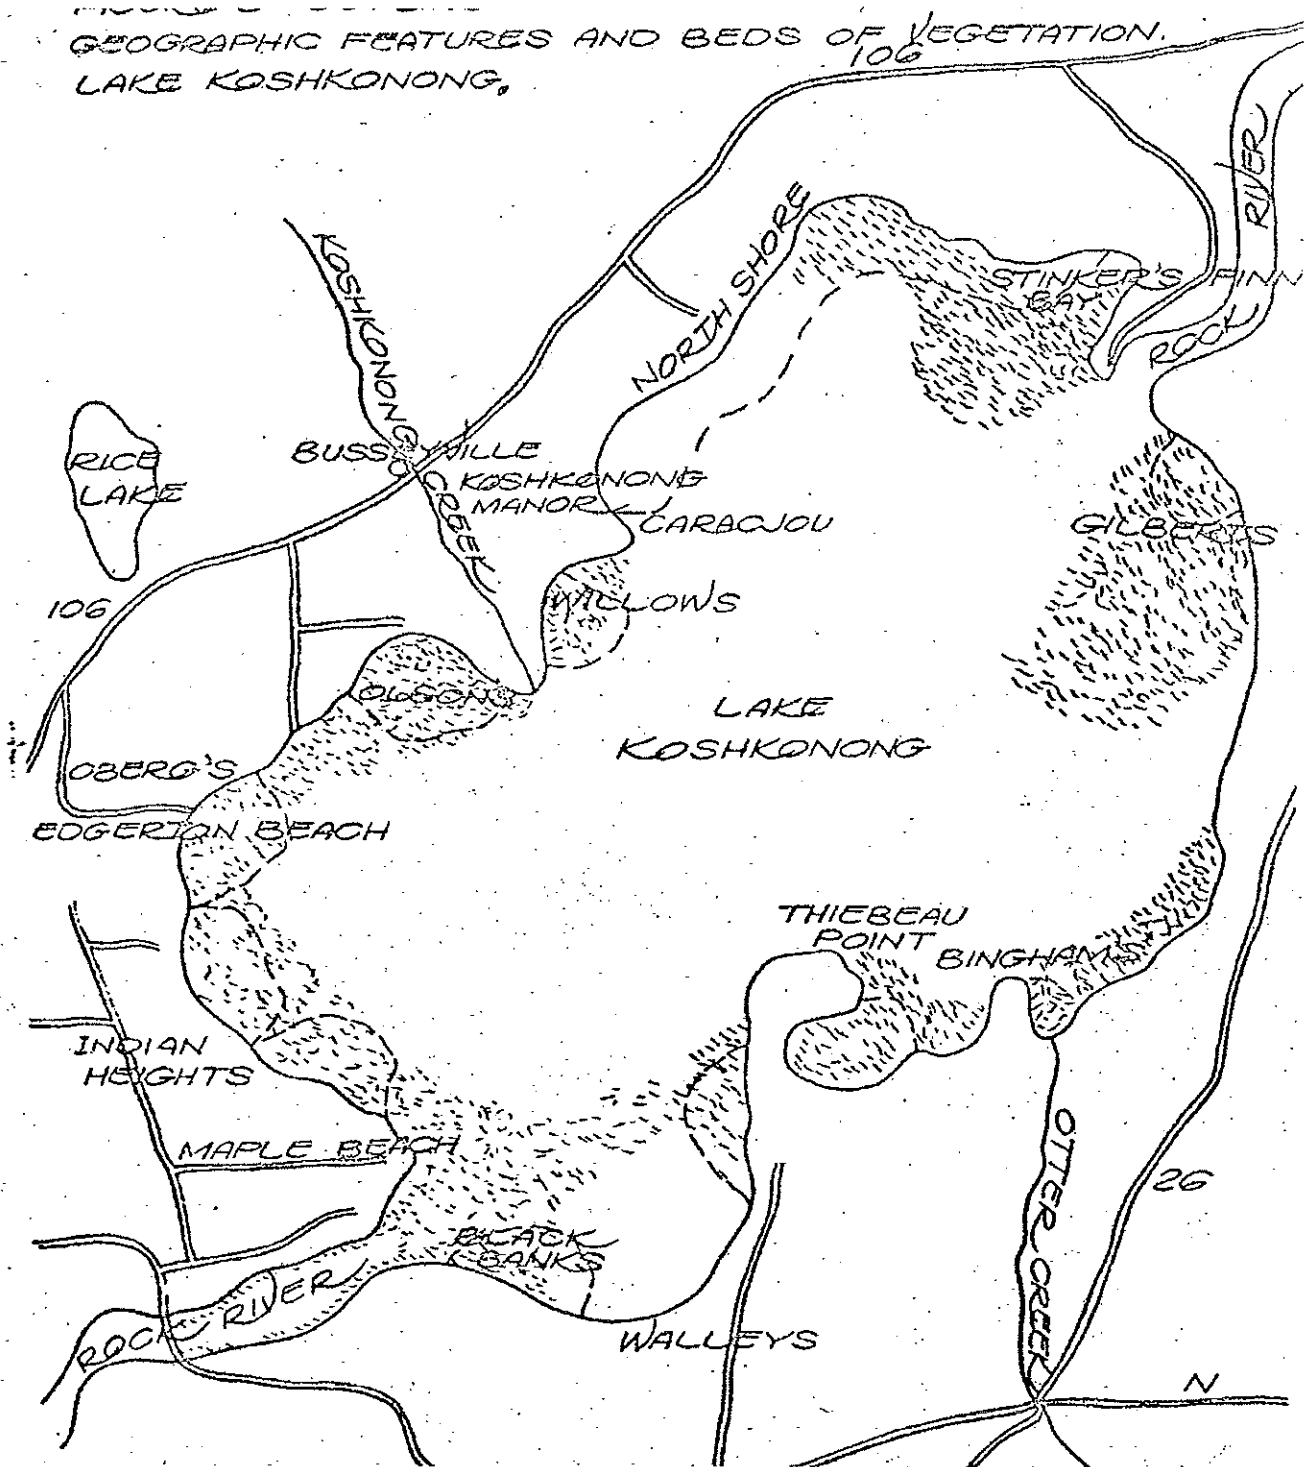 GEOGRAPHIC FEATURES AND BEDS OF VEGETATION.
LAKE KOSHKONONG.
106
ROCK RIVER
NORTH SHORE
STINKER'S
BAY
FINN
KOSHKONONG CREEK
RICE
LAKE
BUSSEYVILLE
KOSHKONONG
MANOR
CARACJOU
GILBERTS
106
WILLOWS
OLSONS
LAKE
KOSHKONONG
OBERG'S
EDGERTON BEACH
THIEBEAU
POINT
BINGHAMS
INDIAN
HEIGHTS
MAPLE BEACH
OTTER CREEK
26
BLACK
BANKS
ROCK RIVER
WALLEYS
N